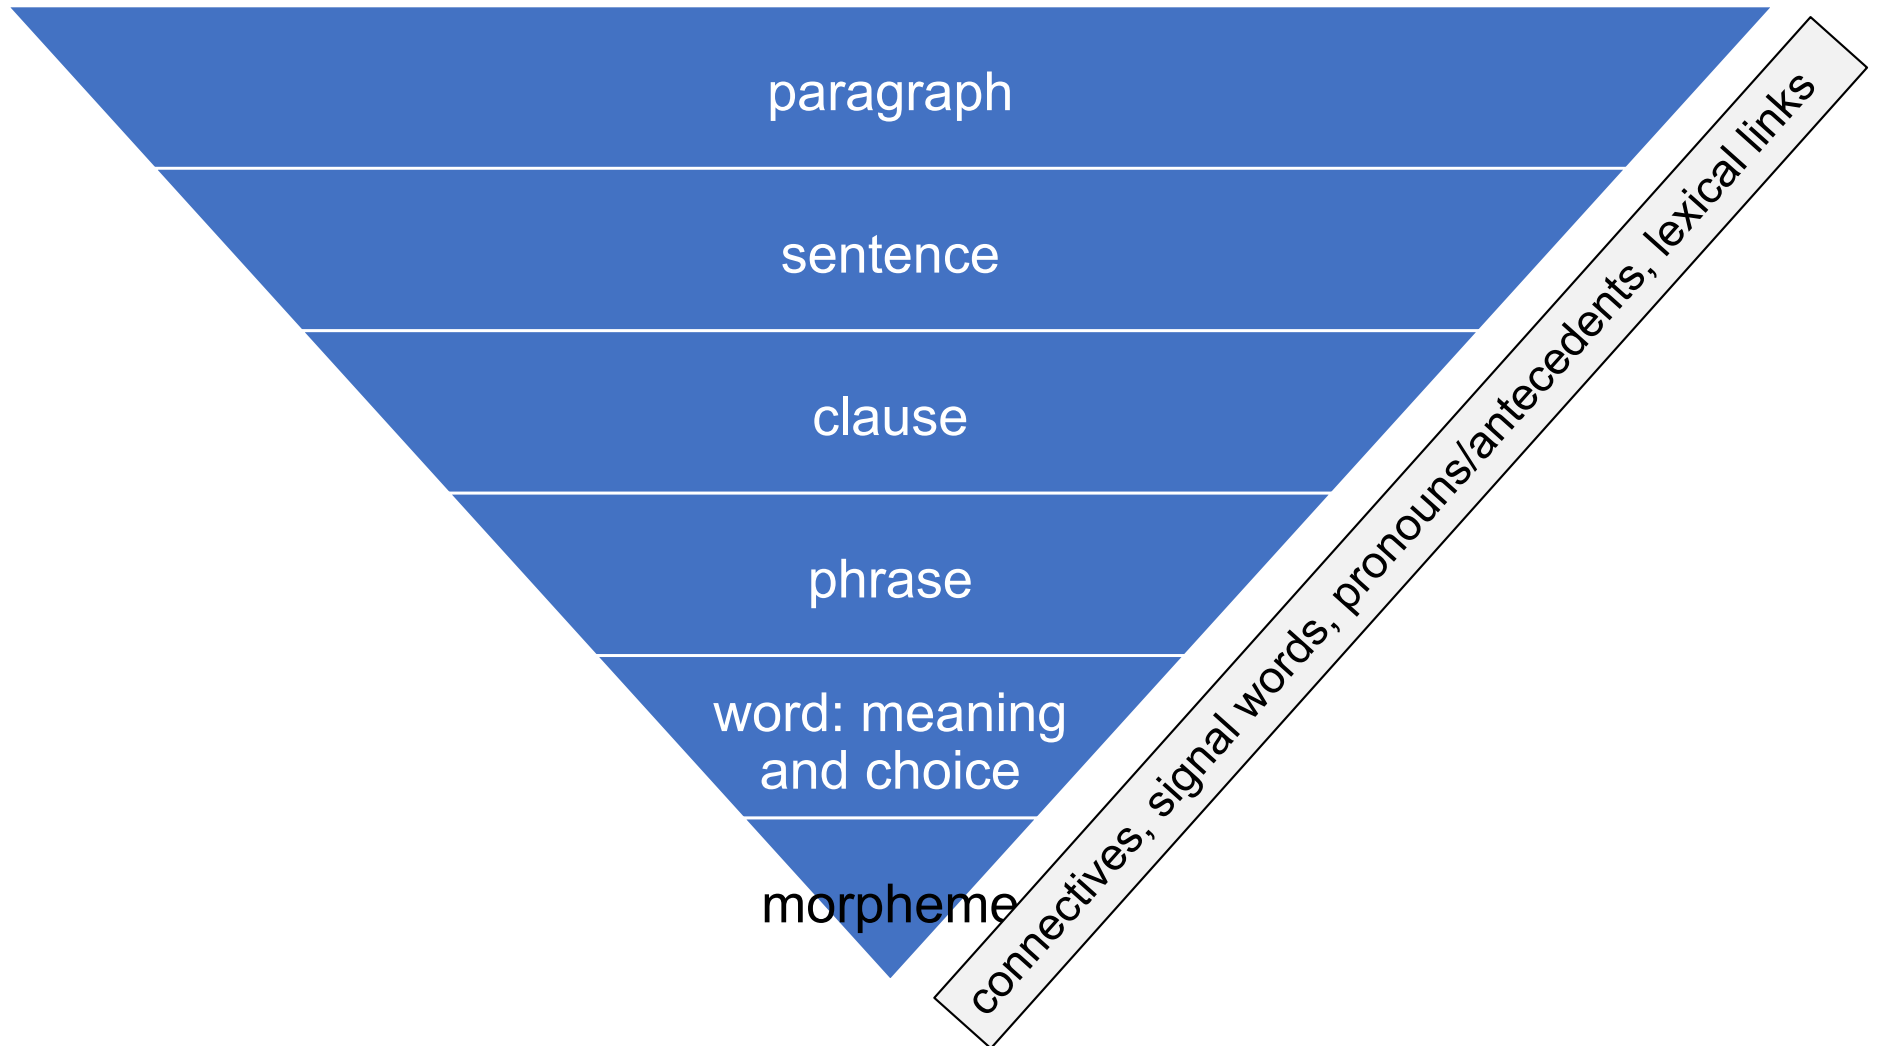 paragraph
sentence
clause
phrase
word: meaning
and choice
morpheme
connectives, signal words, pronouns/antecedents, lexical links